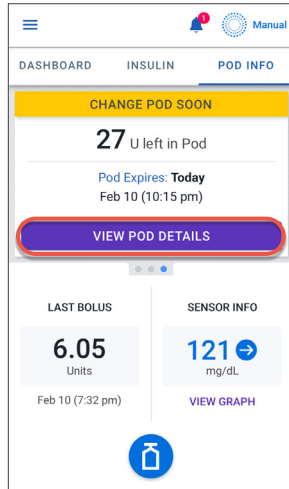 1
Manual
DASHBOARD INSULIN POD INFO
CHANGE POD SOON
27 U left in Pod
Pod Expires: Today
Feb 10 (10:15 pm)
VIEW POD DETAILS
LAST BOLUS
6.05
Units
Feb 10 (7:32 pm)
SENSOR INFO
121
mg/dL
VIEW GRAPH